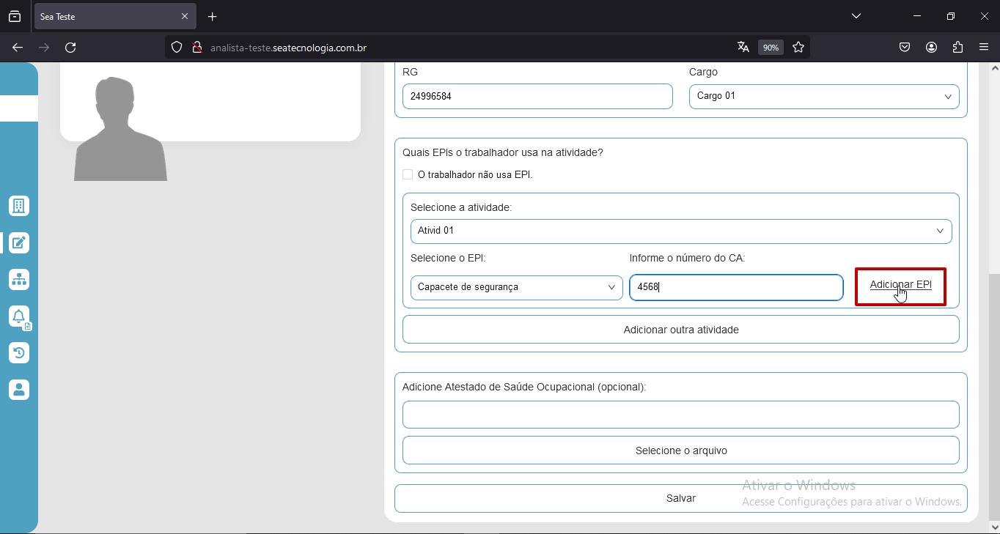 Sea Teste
analista-teste.seatecnologia.com.br
90%
RG
Cargo
24996584
Cargo 01
Quais EPIs o trabalhador usa na atividade?
O trabalhador não usa EPI.
Selecione a atividade:
Ativid 01
Selecione o EPI:
Informe o número do CA:
Capacete de segurança
4568
Adicionar EPI
Adicionar outra atividade
Adicione Atestado de Saúde Ocupacional (opcional):
Selecione o arquivo
Ativar o Windows
Salvar
Acesse Configurações para ativar o Windows.